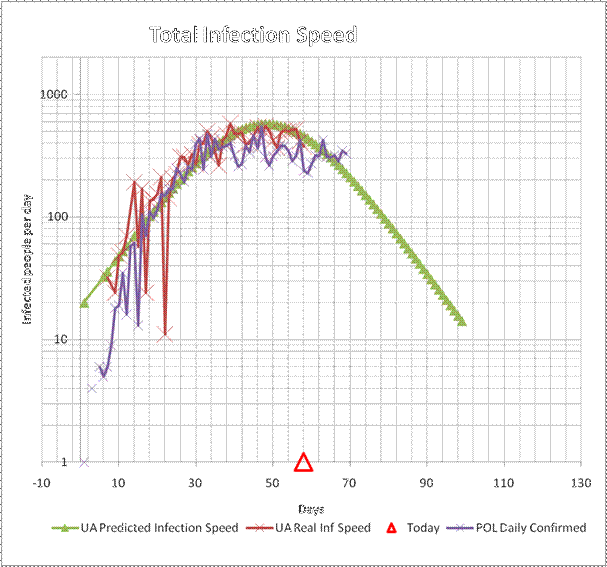 Total Infection Speed
1000
100
10
1
Infected people per day
-10 10 30 50 70 90 110 130
Days
UA Predicted Infection Speed UA Real Inf Speed Today POL Daily Confirmed